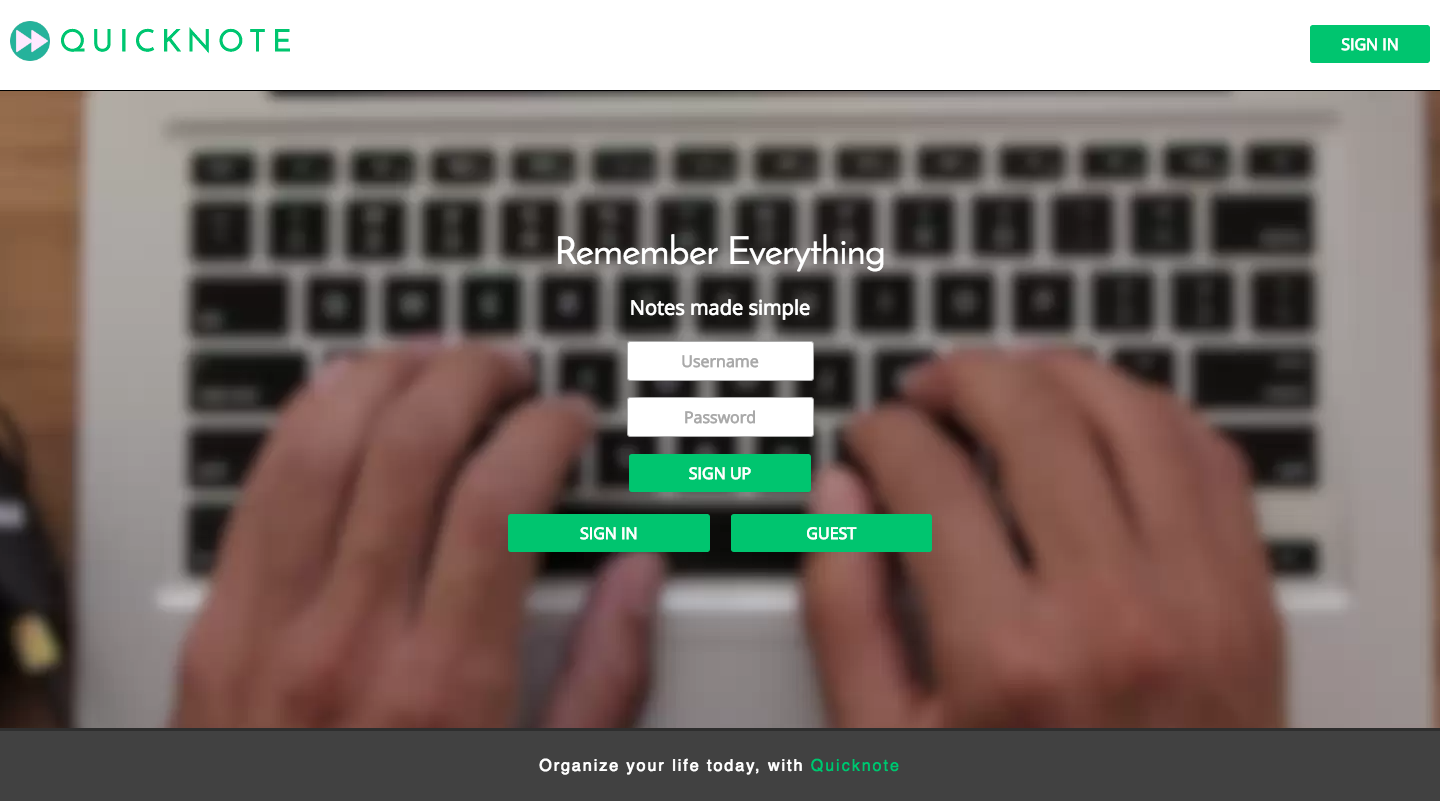 QUICKNOTE
SIGN IN
Remember Everything
Notes made simple
Username
Password
SIGN UP
SIGN IN
GUEST
Organize your life today, with Quicknote